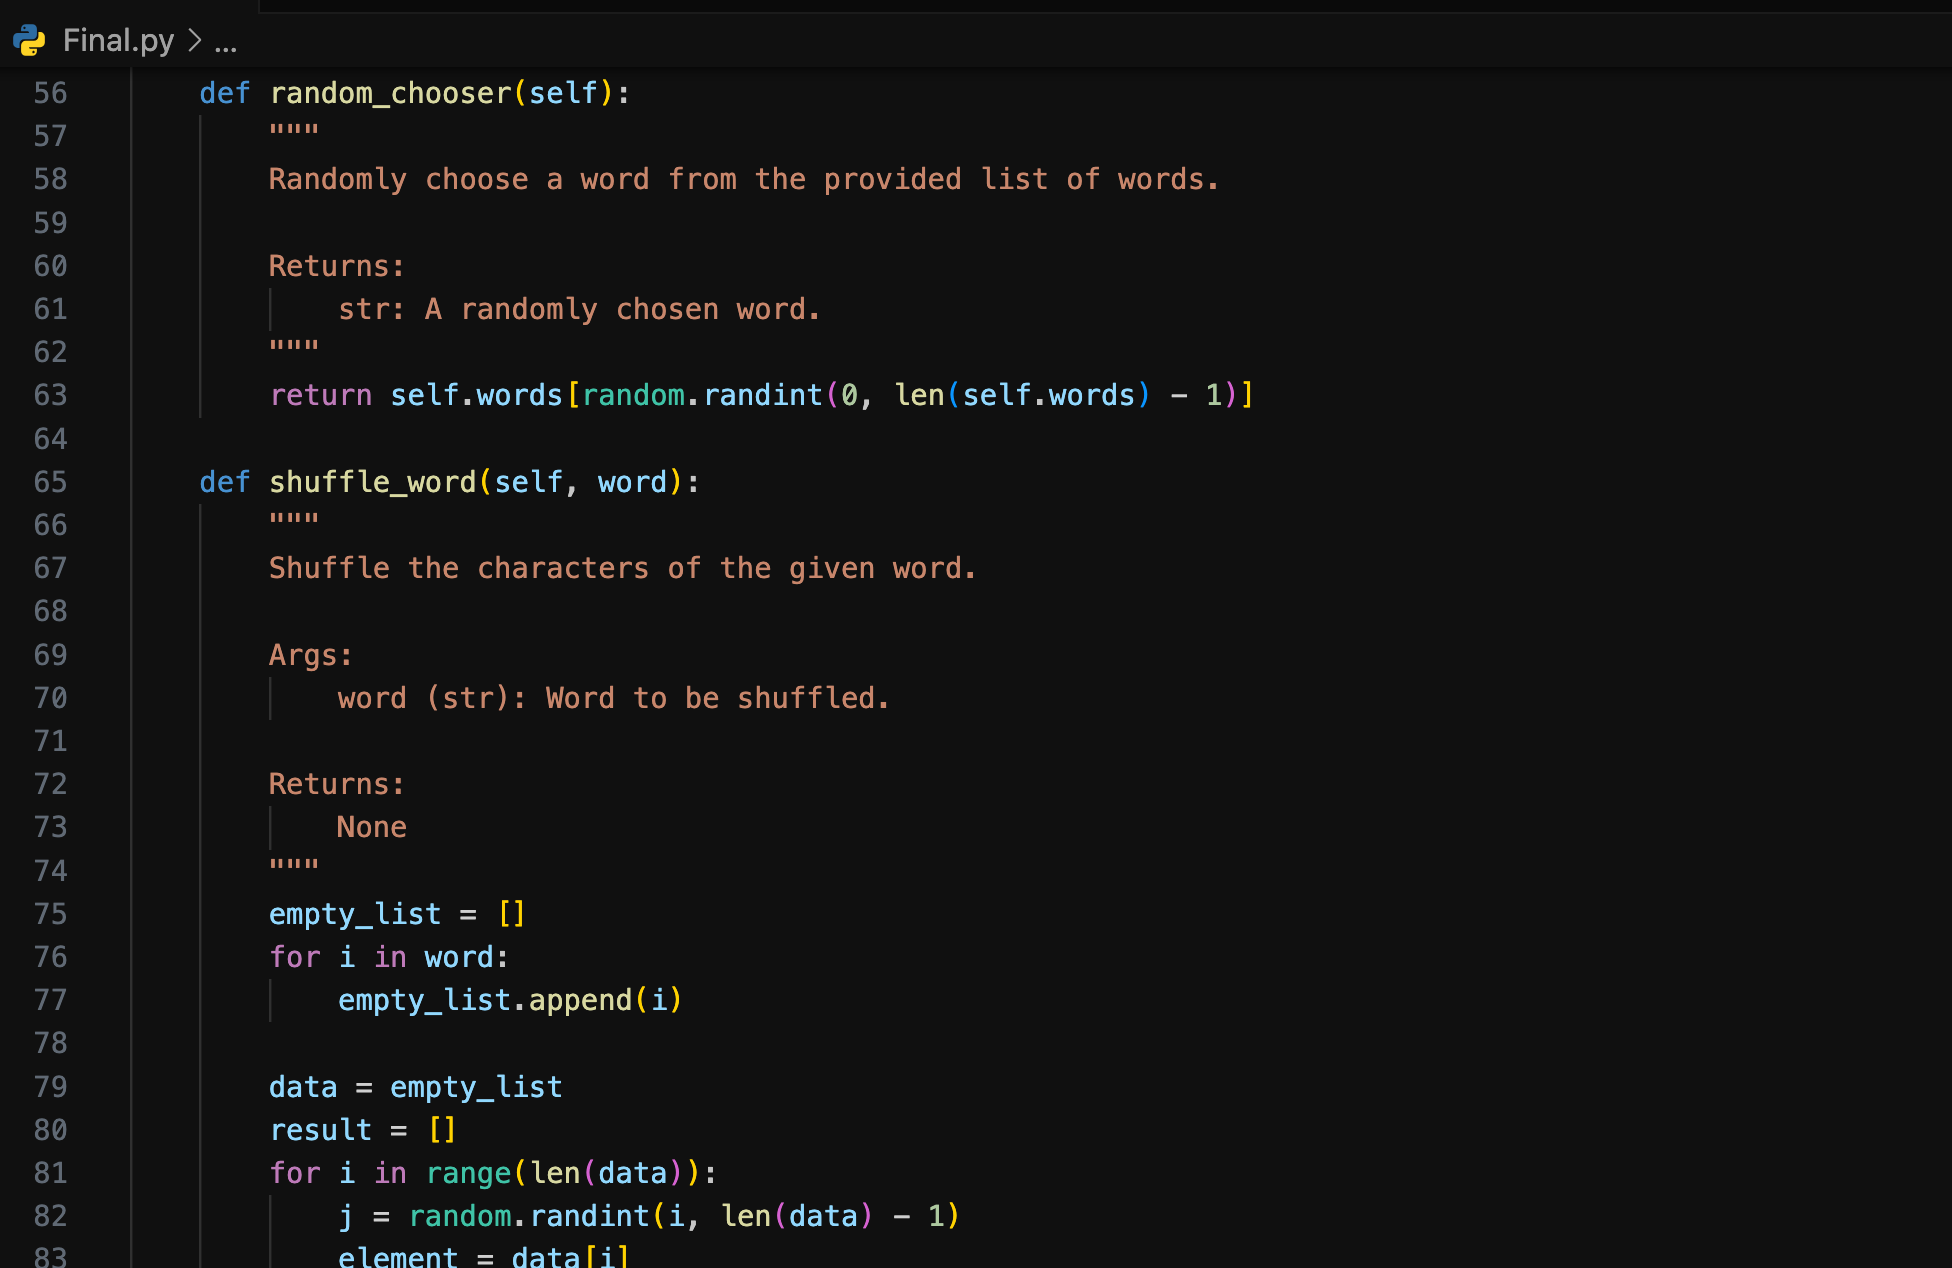 Final.py > ...
56 def random_chooser(self):
57 """
58 Randomly choose a word from the provided list of words.
59
60 Returns:
61 str: A randomly chosen word.
62 """
63 return self.words[random.randint(0, len(self.words) - 1)]
64
65 def shuffle_word(self, word):
66 """
67 Shuffle the characters of the given word.
68
69 Args:
70 word (str): Word to be shuffled.
71
72 Returns:
73 None
74 """
75 empty_list = []
76 for i in word:
77 empty_list.append(i)
78
79 data = empty_list
80 result = []
81 for i in range(len(data)):
82 j = random.randint(i, len(data) - 1)
83 element = data[i]